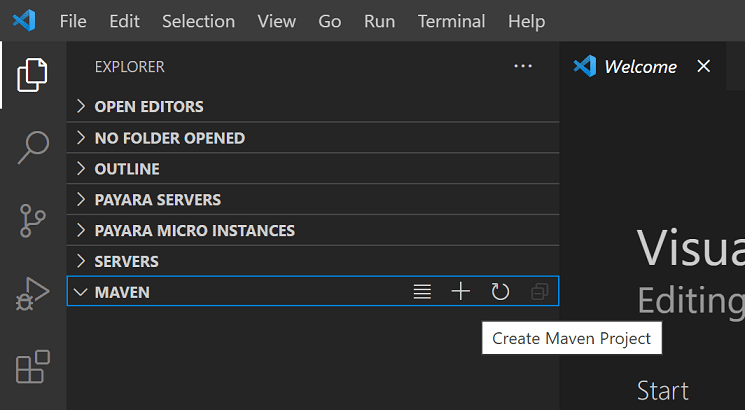 File Edit Selection View Go Run Terminal Help
EXPLORER
Welcome
OPEN EDITORS
NO FOLDER OPENED
OUTLINE
PAYARA SERVERS
PAYARA MICRO INSTANCES
SERVERS
MAVEN
Create Maven Project
Visua
Editing
Start